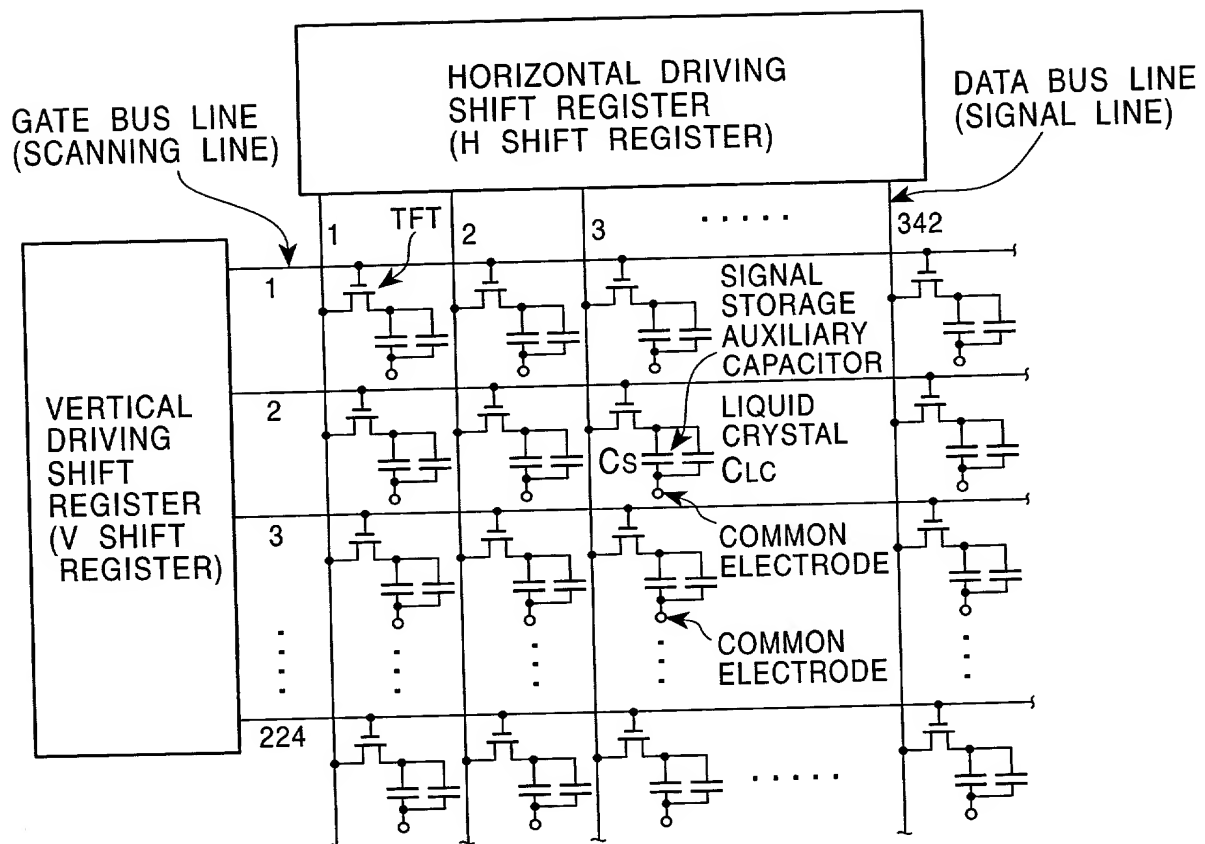 HORIZONTAL DRIVING
SHIFT REGISTER
(H SHIFT REGISTER)
DATA BUS LINE
(SIGNAL LINE)
GATE BUS LINE
(SCANNING LINE)
1
TFT
2
3
.....
342
1
SIGNAL
STORAGE
AUXILIARY
CAPACITOR
VERTICAL
DRIVING
SHIFT
REGISTER
(V SHIFT
REGISTER)
2
LIQUID
CRYSTAL
CS
CLC
3
COMMON
ELECTRODE
COMMON
ELECTRODE
224
.....